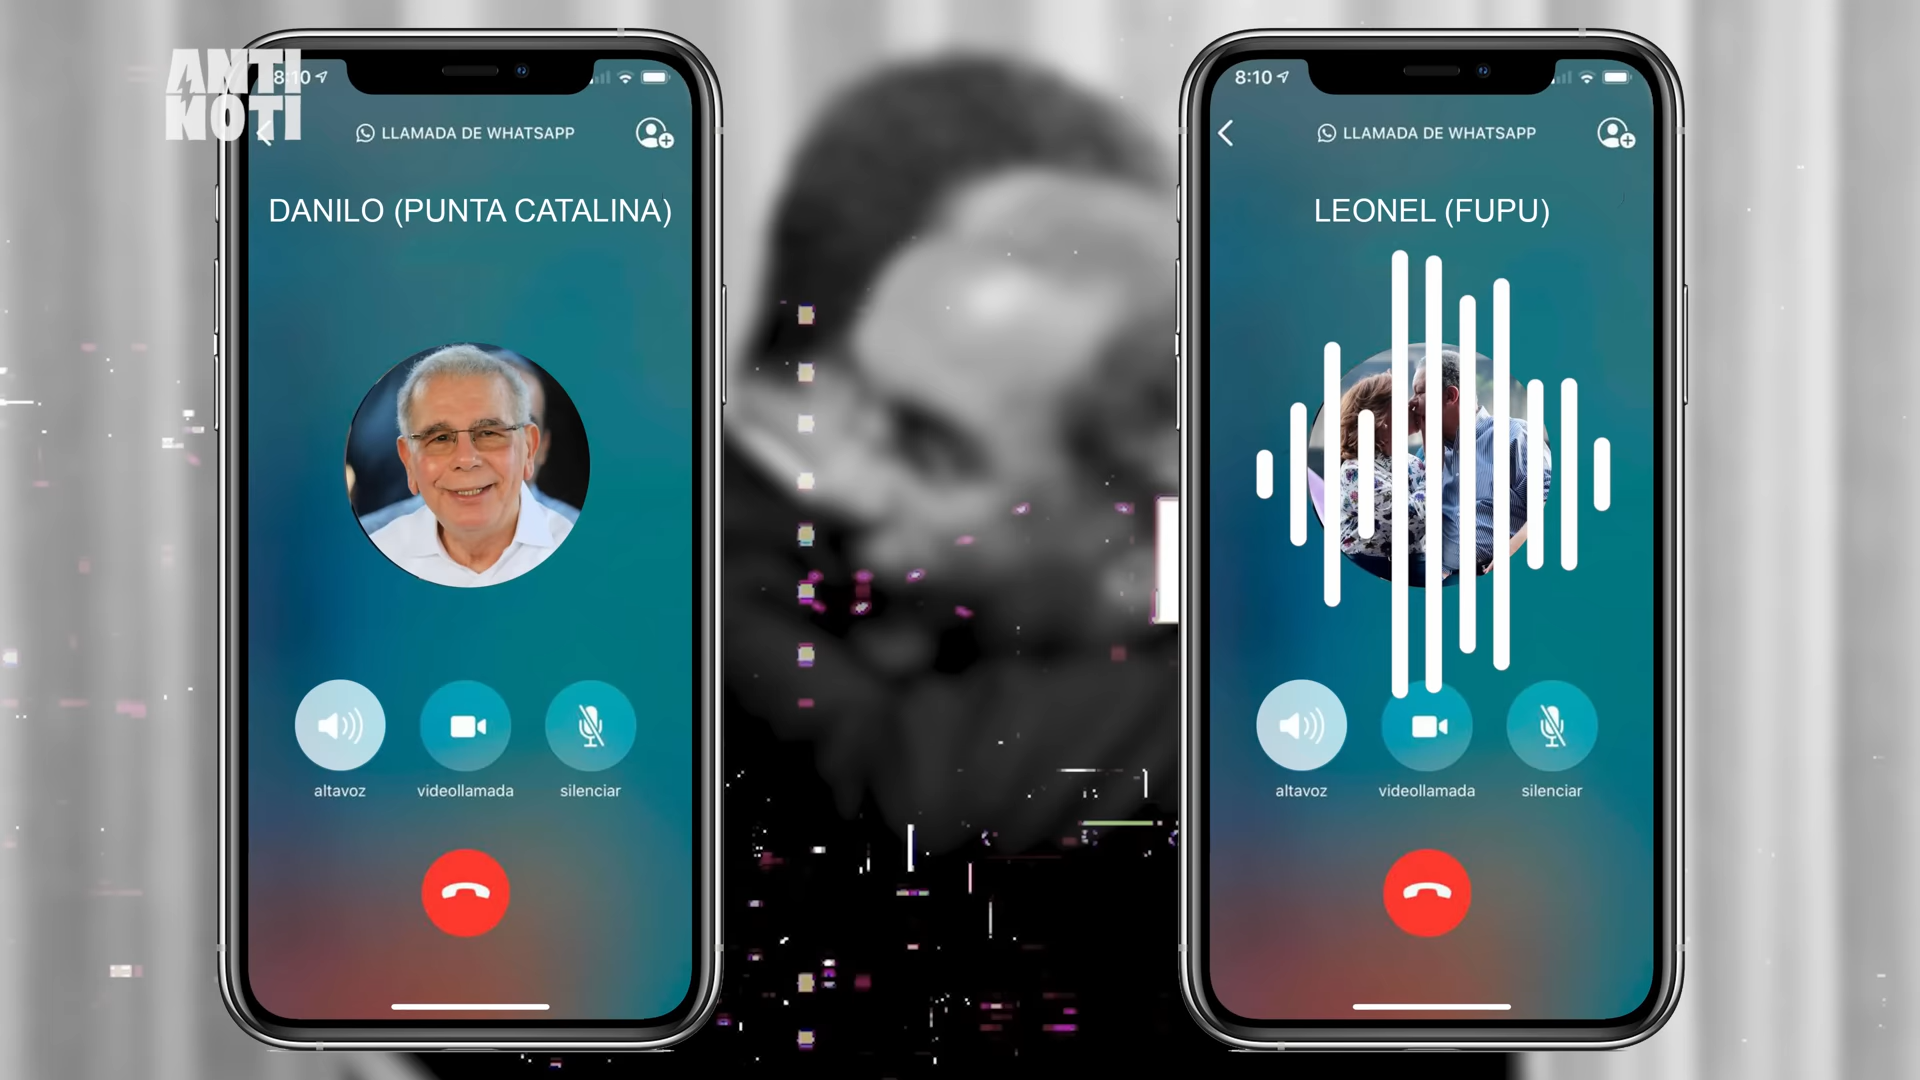 ANTI
NOTI
8:10
LLAMADA DE WHATSAPP
DANILO (PUNTA CATALINA)
altavoz
videollamada
silenciar
8:10
LLAMADA DE WHATSAPP
LEONEL (FUPU)
altavoz
videollamada
silenciar